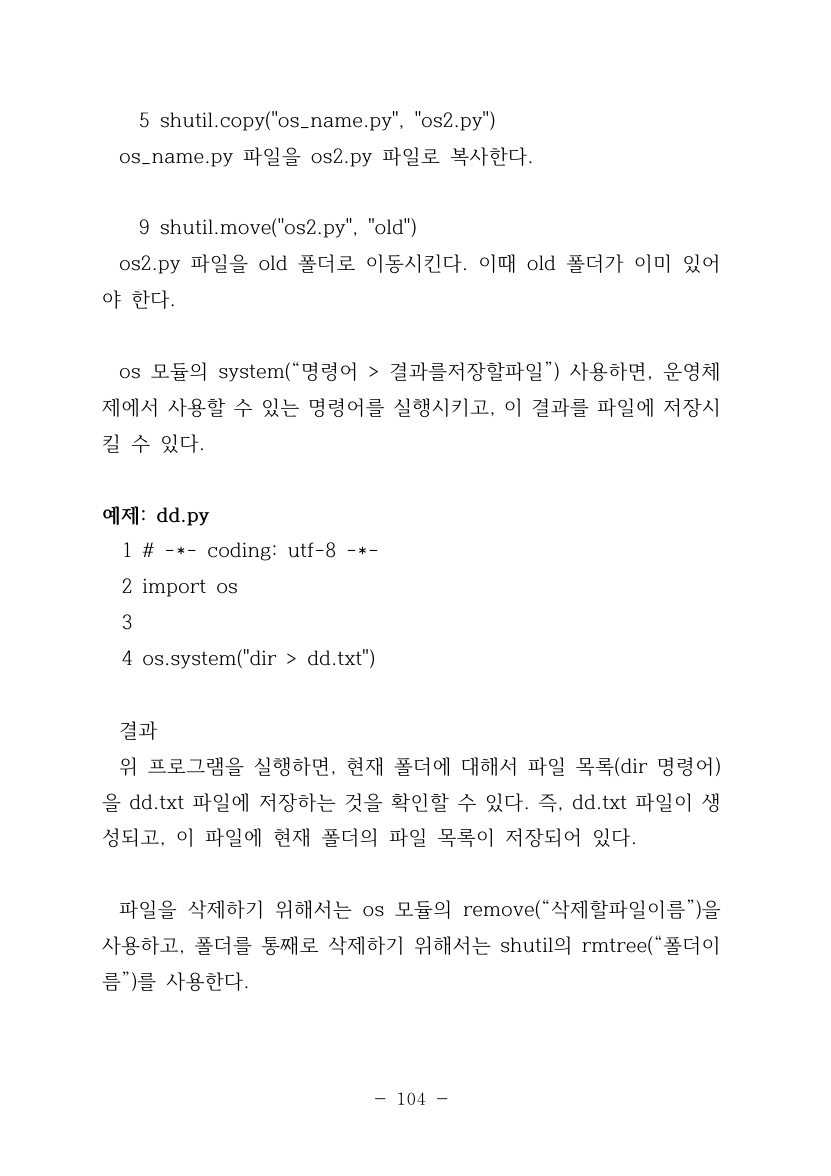 5 shutil.copy("os_name.py", "os2.py")
os_name.py 파일을 os2.py 파일로 복사한다.
9 shutil.move("os2.py", "old")
os2.py 파일을 old 폴더로 이동시킨다. 이때 old 폴더가 이미 있어
야 한다.
os 모듈의 system(“명령어 > 결과를저장할파일”) 사용하면, 운영체
제에서 사용할 수 있는 명령어를 실행시키고, 이 결과를 파일에 저장시
킬 수 있다.
예제: dd.py
1 # -*- coding: utf-8 -*-
2 import os
3
4 os.system("dir > dd.txt")
결과
위 프로그램을 실행하면, 현재 폴더에 대해서 파일 목록(dir 명령어)
을 dd.txt 파일에 저장하는 것을 확인할 수 있다. 즉, dd.txt 파일이 생
성되고, 이 파일에 현재 폴더의 파일 목록이 저장되어 있다.
파일을 삭제하기 위해서는 os 모듈의 remove(“삭제할파일이름”)을
사용하고, 폴더를 통째로 삭제하기 위해서는 shutil의 rmtree(“폴더이
름”)를 사용한다.
- 104 -